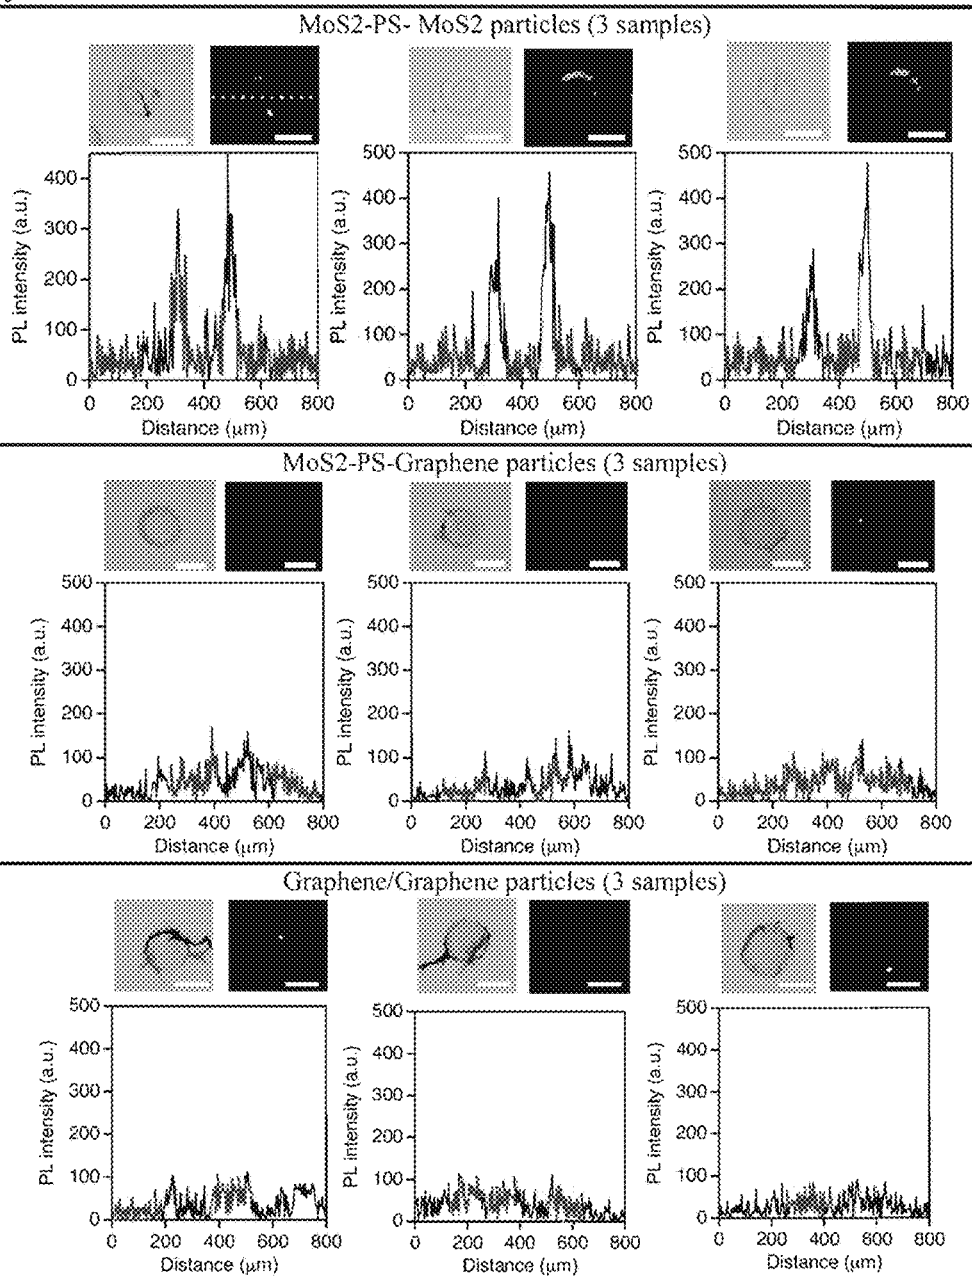 MoS2-PS- MoS2 particles (3 samples)
PL intensity (a.u.)
400
300
200
100
0
0 200 400 600 800
Distance (μm)
PL intensity (a.u.)
500
400
300
200
100
0
0 200 400 600 800
Distance (μm)
PL intensity (a.u.)
500
400
300
200
100
0
0 200 400 600 800
Distance (μm)
MoS2-PS-Graphene particles (3 samples)
PL intensity (a.u.)
500
400
300
200
100
0
0 200 400 600 800
Distance (μm)
PL intensity (a.u.)
500
400
300
200
100
0
0 200 400 600 800
Distance (μm)
PL intensity (a.u.)
500
400
300
200
100
0
0 200 400 600 800
Distance (μm)
Graphene/Graphene particles (3 samples)
PL intensity (a.u.)
500
400
300
200
100
0
0 200 400 600 800
Distance (μm)
PL intensity (a.u.)
500
400
300
200
100
0
0 200 400 600 800
Distance (μm)
PL intensity (a.u.)
500
400
300
200
100
0
0 200 400 600 800
Distance (μm)